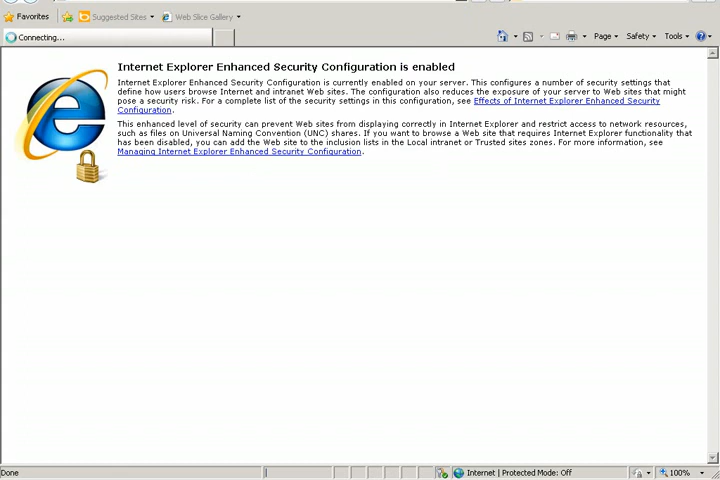 Favorites
Suggested Sites
Web Slice Gallery
Connecting...
Page
Safety
Tools
Internet Explorer Enhanced Security Configuration is enabled
Internet Explorer Enhanced Security Configuration is currently enabled on your server. This configures a number of security settings that
define how users browse Internet and intranet Web sites. The configuration also reduces the exposure of your server to Web sites that might
pose a security risk. For a complete list of the security settings in this configuration, see Effects of Internet Explorer Enhanced Security
Configuration.
This enhanced level of security can prevent Web sites from displaying correctly in Internet Explorer and restrict access to network resources,
such as files on Universal Naming Convention (UNC) shares. If you want to browse a Web site that requires Internet Explorer functionality that
has been disabled, you can add the Web site to the inclusion lists in the Local intranet or Trusted sites zones. For more information, see
Managing Internet Explorer Enhanced Security Configuration.
Done
Internet | Protected Mode: Off
100%